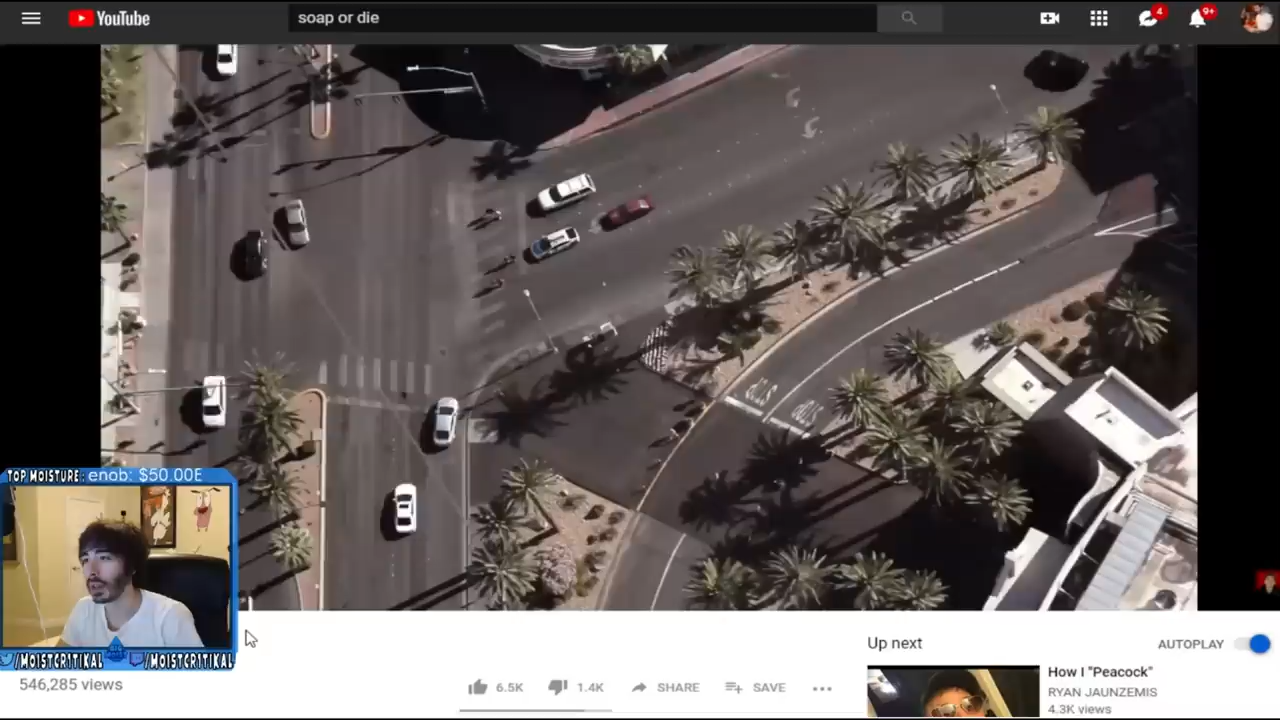 YouTube
soap or die
4
9+
TOP MOISTURE: enob: $50.00E
/MOISTCR1TIKAL
/MOISTCR1TIKAL
546,285 views
6.5K
1.4K
SHARE
SAVE
Up next
AUTOPLAY
How I "Peacock"
RYAN JAUNZEMIS
4.3K views